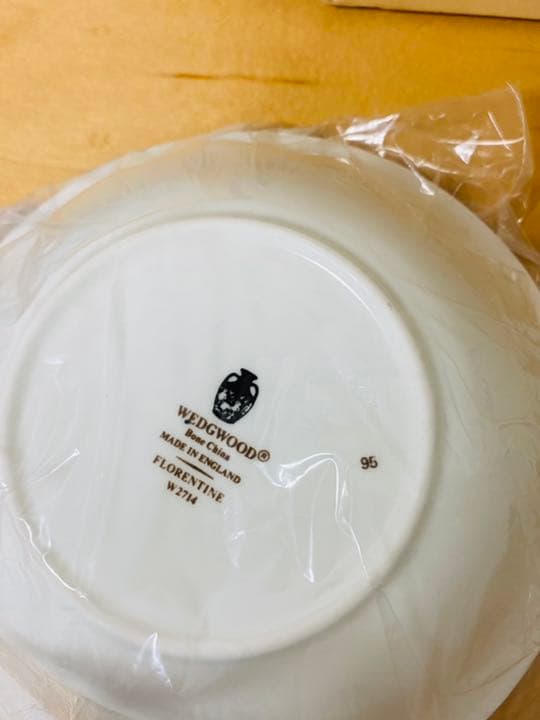 WEDGWOOD®
Bone China
MADE IN ENGLAND
FLORENTINE
W2714
95